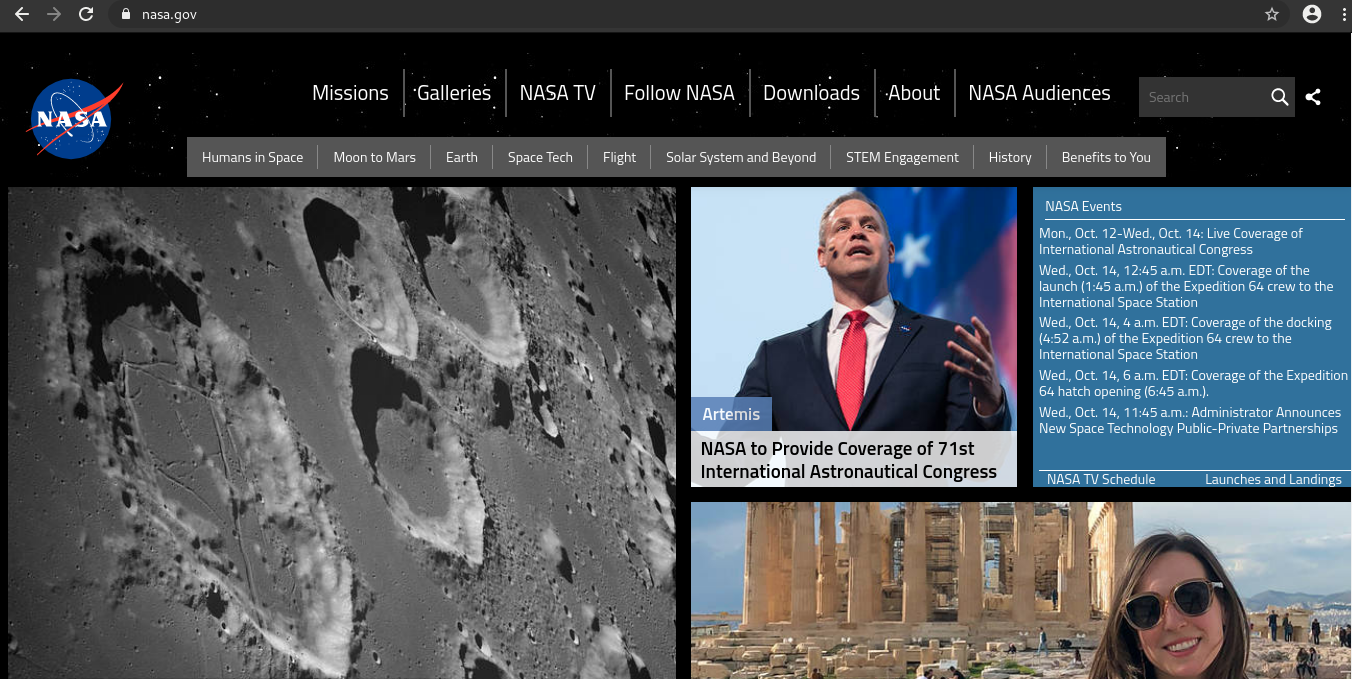 nasa.gov
NASA
Missions
Galleries
NASA TV
Follow NASA
Downloads
About
NASA Audiences
Search
Humans in Space
Moon to Mars
Earth
Space Tech
Flight
Solar System and Beyond
STEM Engagement
History
Benefits to You
Artemis
NASA to Provide Coverage of 71st
International Astronautical Congress
NASA Events
Mon., Oct. 12-Wed., Oct. 14: Live Coverage of
International Astronautical Congress
Wed., Oct. 14, 12:45 a.m. EDT: Coverage of the
launch (1:45 a.m.) of the Expedition 64 crew to the
International Space Station
Wed., Oct. 14, 4 a.m. EDT: Coverage of the docking
(4:52 a.m.) of the Expedition 64 crew to the
International Space Station
Wed., Oct. 14, 6 a.m. EDT: Coverage of the Expedition
64 hatch opening (6:45 a.m.).
Wed., Oct. 14, 11:45 a.m.: Administrator Announces
New Space Technology Public-Private Partnerships
NASA TV Schedule
Launches and Landings